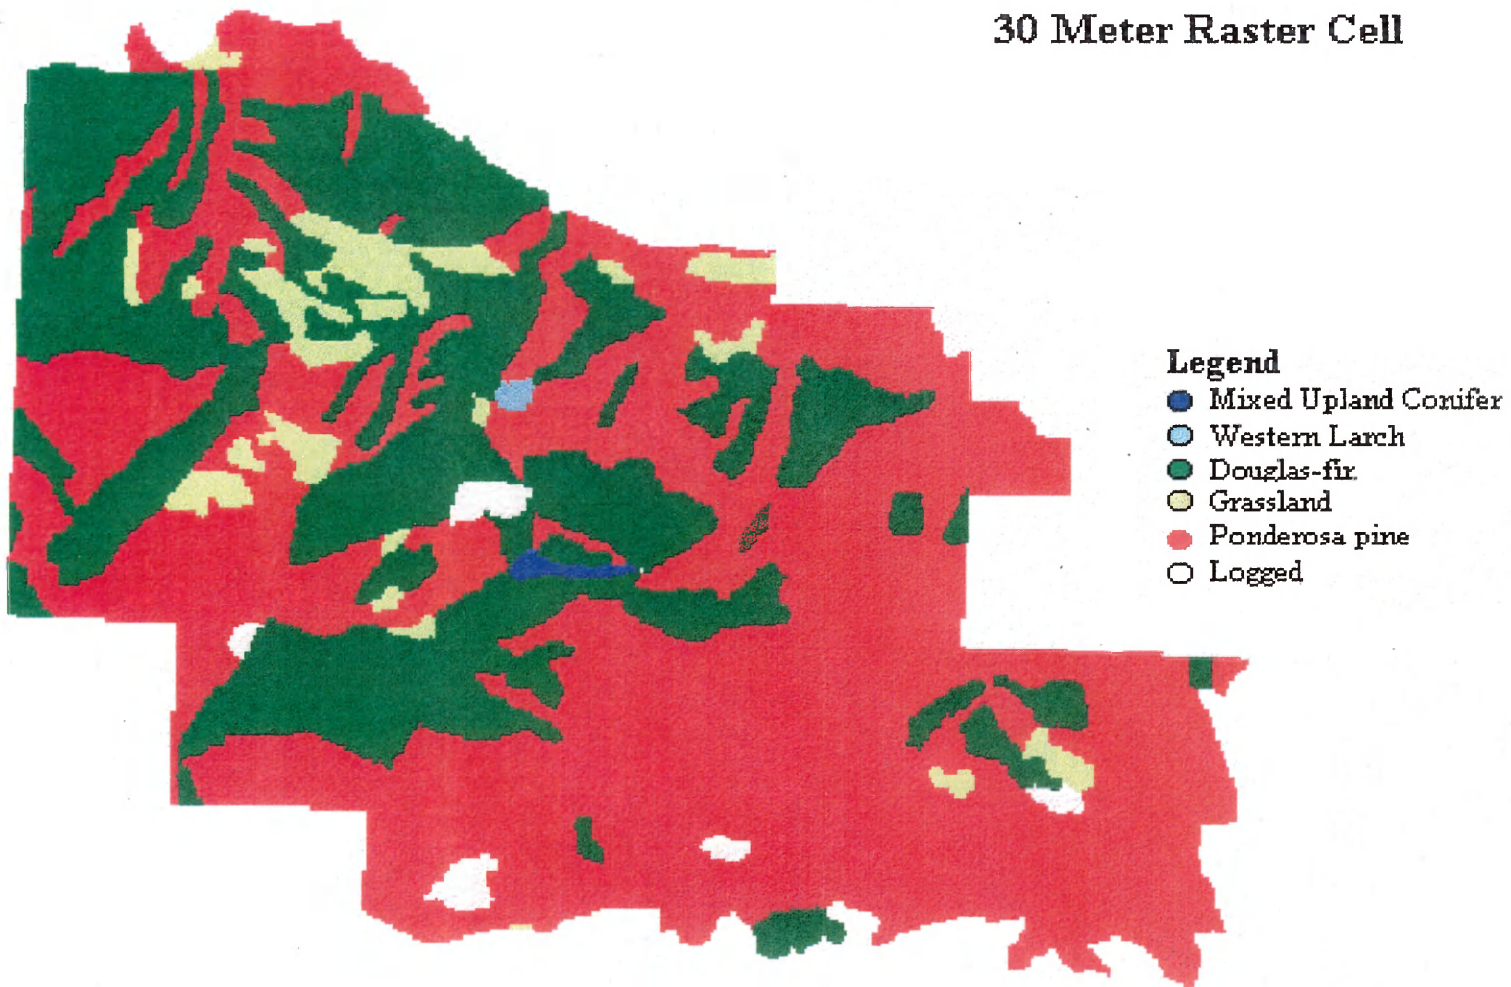 30 Meter Raster Cell
Legend
Mixed Upland Conifer
Western Larch
Douglas-fir
Grassland
Ponderosa pine
Logged